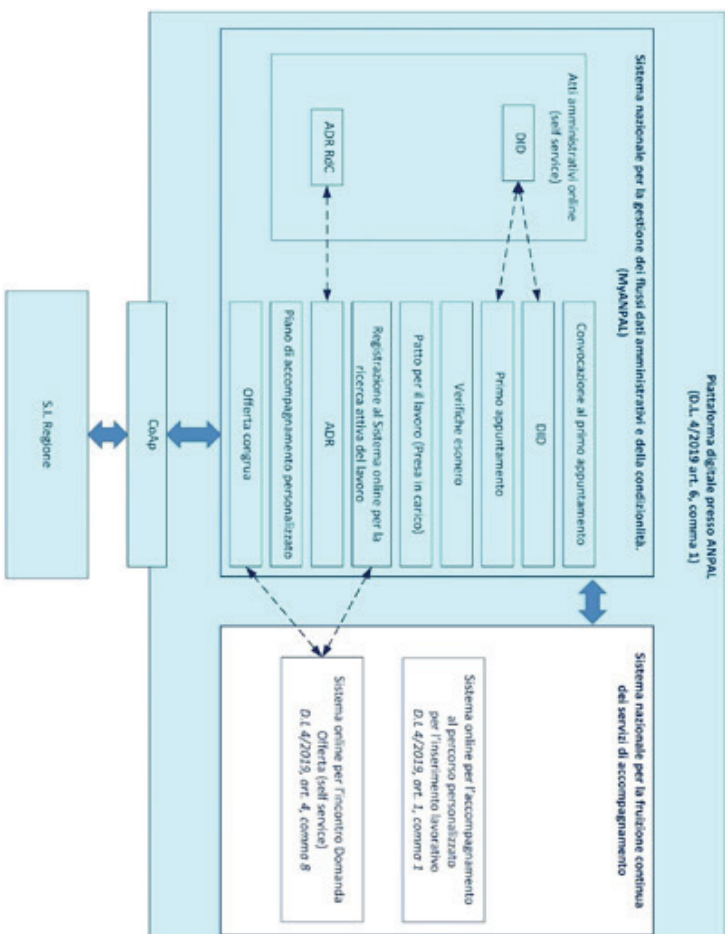 Piattaforma digitale presso ANPAL
(D.L. 4/2019 art. 6, comma 1)
Sistema nazionale per la gestione dei flussi dati amministrativi e della condizionlità.
(MyANPAL)
Atti amministrativi online
(self service)
DID
ADR RdC
Convocazione al primo appuntamento
DID
Primo appuntamento
Verifiche esonero
Patto per il lavoro (Presa in carico)
Registrazione al Sistema online per la
ricerca attiva del lavoro
ADR
Piano di accompagnamento personalizzato
Offerta congrua
Sistema nazionale per la fruizione continua
dei servizi di accompagnamento
Sistema online per l'accompagnamento
al percorso personalizzato
per l'inserimento lavorativo
D.L 4/2019, art. 1, comma 1
Sistema online per l'incontro Domanda
Offerta (self service)
D.L 4/2019, art. 4, comma 8
CoAp
S.I. Regione